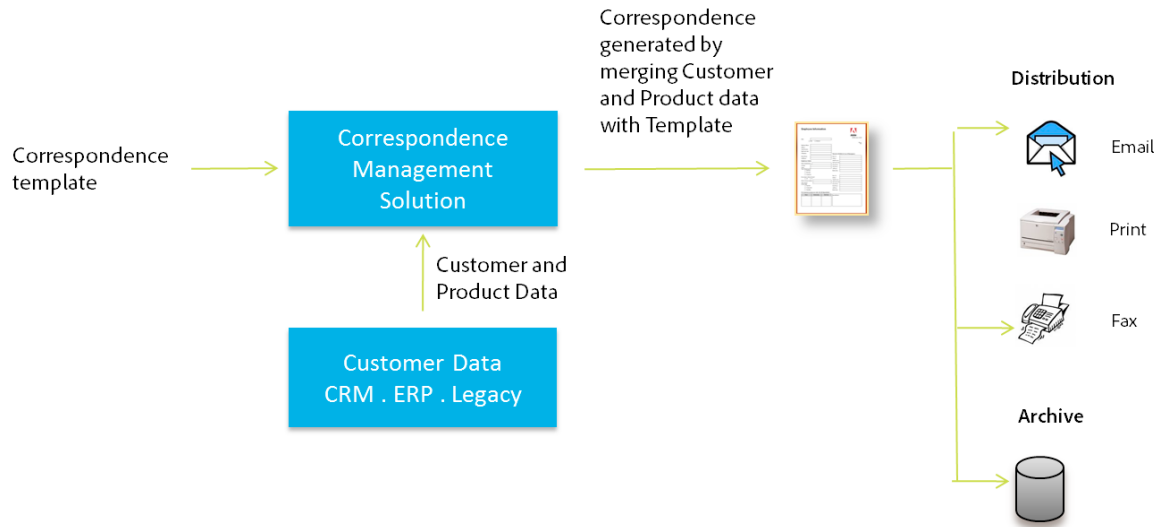 Correspondence
generated by
merging Customer
and Product data
with Template
Distribution
Correspondence
template
Correspondence
Management
Solution
Email
Print
Customer and
Product Data
Fax
Customer Data
CRM . ERP . Legacy
Archive